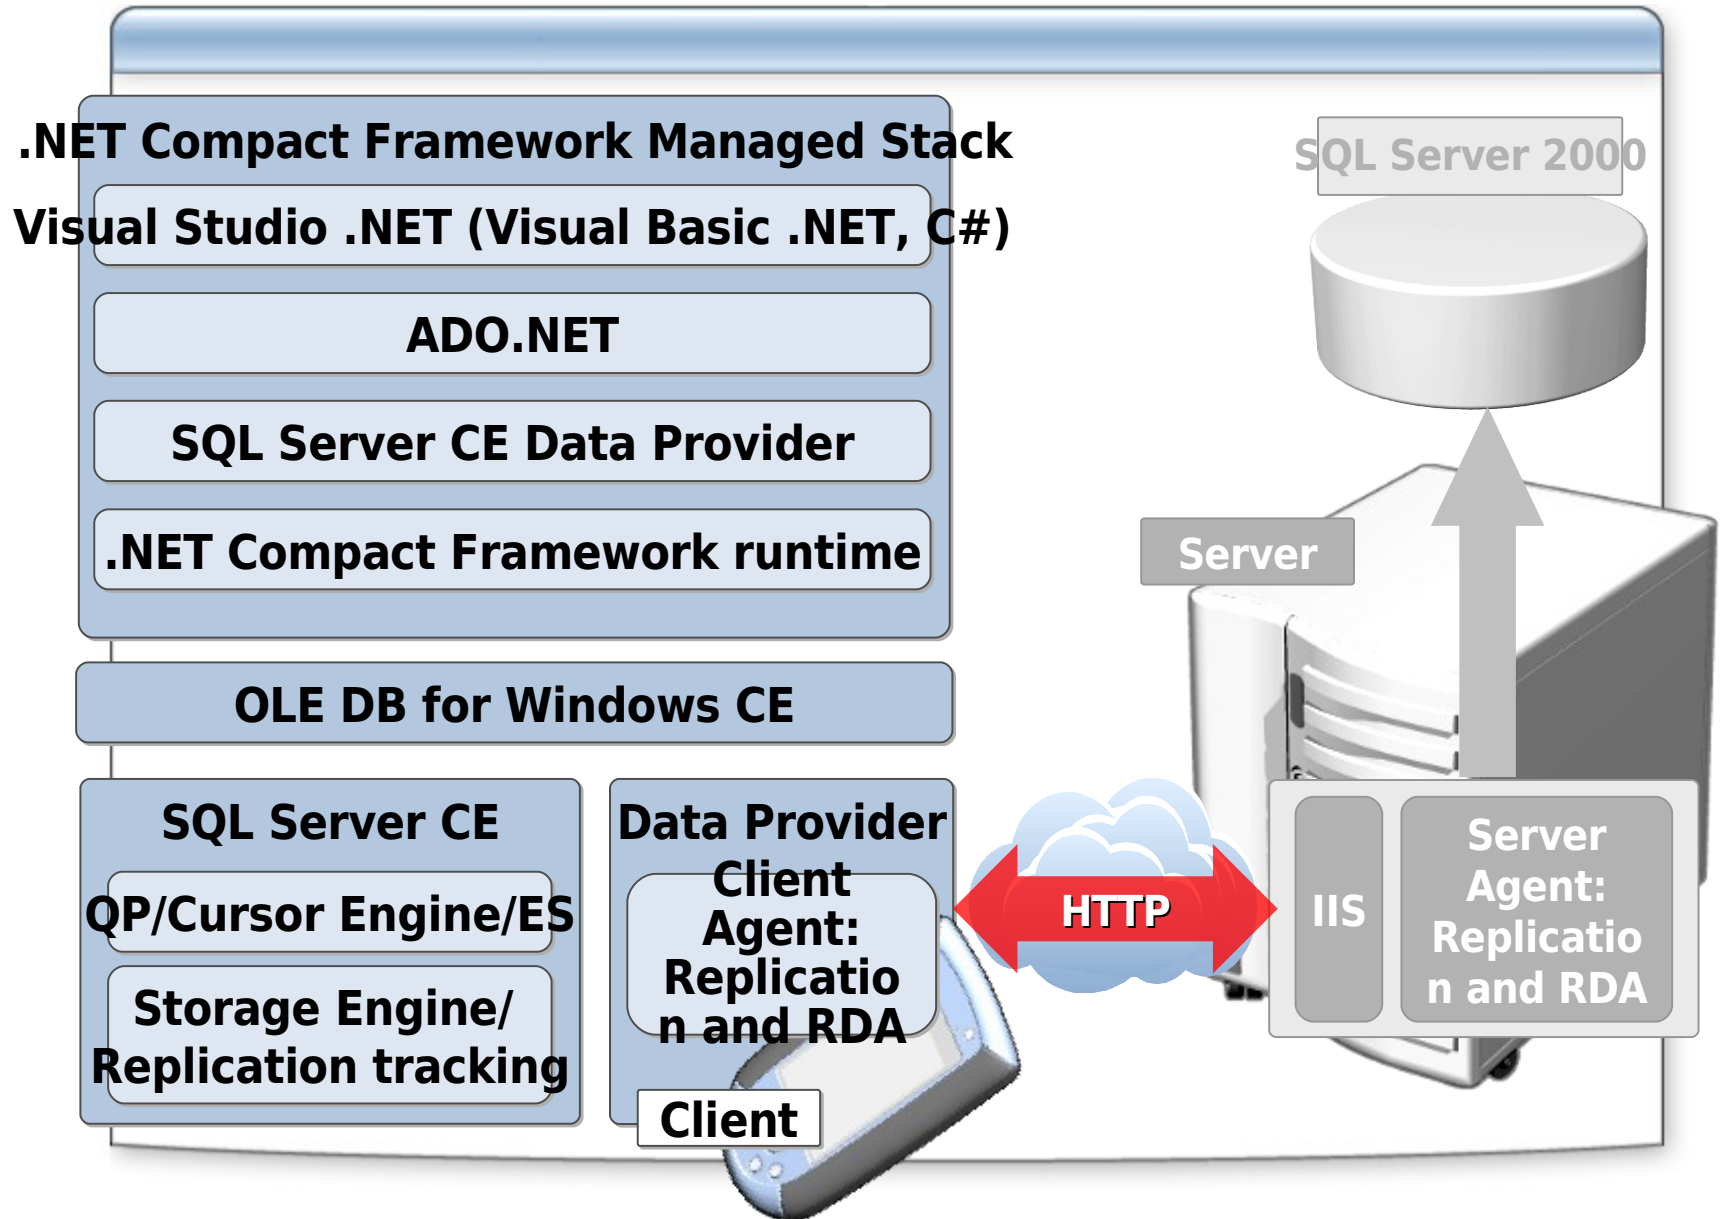 .NET Compact Framework Managed Stack
Visual Studio .NET (Visual Basic .NET, C#)
ADO.NET
SQL Server CE Data Provider
.NET Compact Framework runtime
OLE DB for Windows CE
SQL Server CE
QP/Cursor Engine/ES
Storage Engine/
Replication tracking
Data Provider
Client
Agent:
Replicatio
n and RDA
Client
HTTP
SQL Server 2000
Server
IIS
Server
Agent:
Replicatio
n and RDA